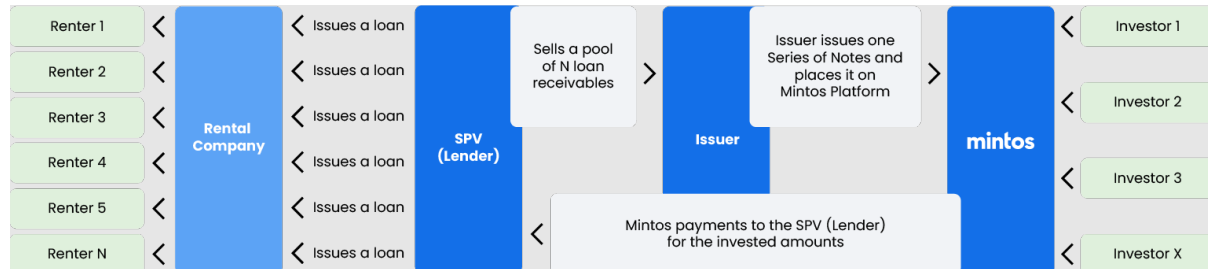 Renter 1
Renter 2
Renter 3
Renter 4
Renter 5
Renter N
Rental
Company
Issues a loan
Issues a loan
Issues a loan
Issues a loan
Issues a loan
Issues a loan
SPV
(Lender)
Sells a pool
of N loan
receivables
Issuer
Issuer issues one
Series of Notes and
places it on
Mintos Platform
Mintos payments to the SPV (Lender)
for the invested amounts
mintos
Investor 1
Investor 2
Investor 3
Investor X